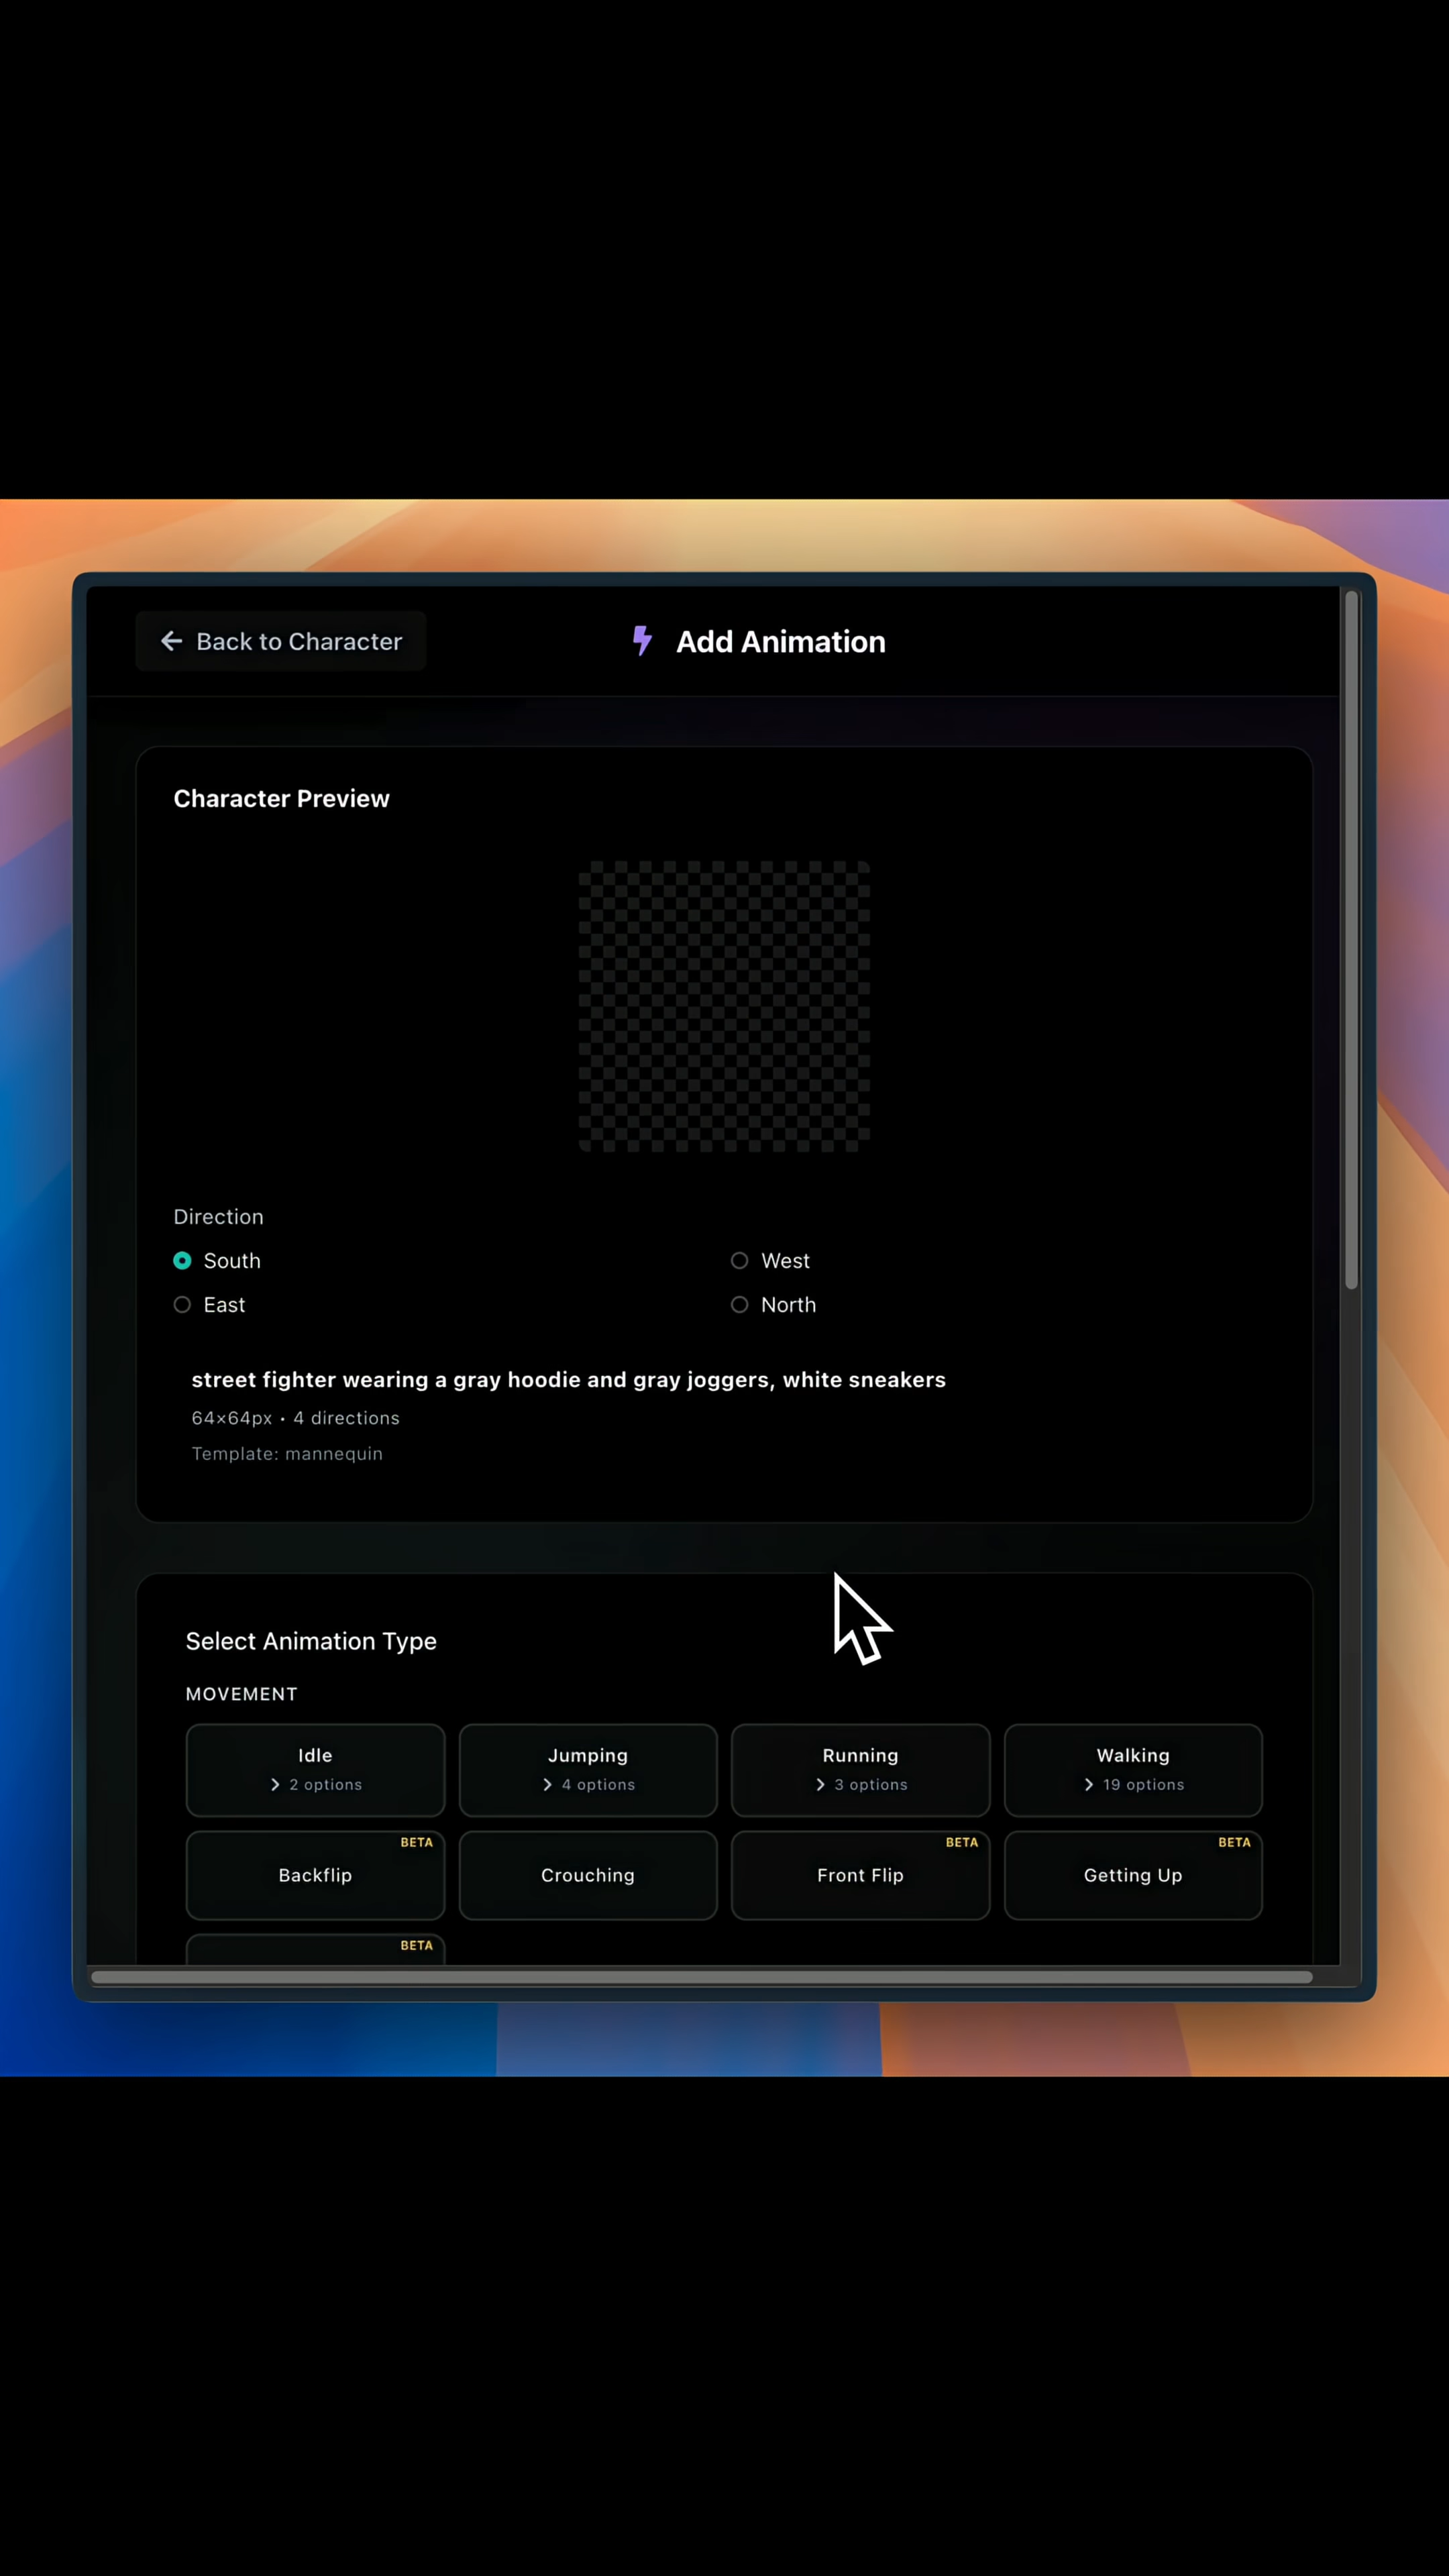 Back to Character
Add Animation
Character Preview
Direction
South
West
East
North
street fighter wearing a gray hoodie and gray joggers, white sneakers
64×64px • 4 directions
Template: mannequin
Select Animation Type
MOVEMENT
Idle
2 options
Jumping
4 options
Running
3 options
Walking
19 options
BETA
Backflip
Crouching
BETA
Front Flip
BETA
Getting Up
BETA